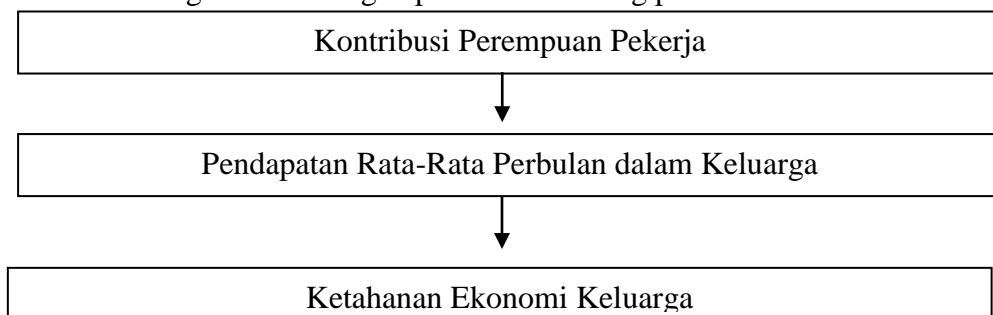 Kontribusi Perempuan Pekerja
Pendapatan Rata-Rata Perbulan dalam Keluarga
Ketahanan Ekonomi Keluarga